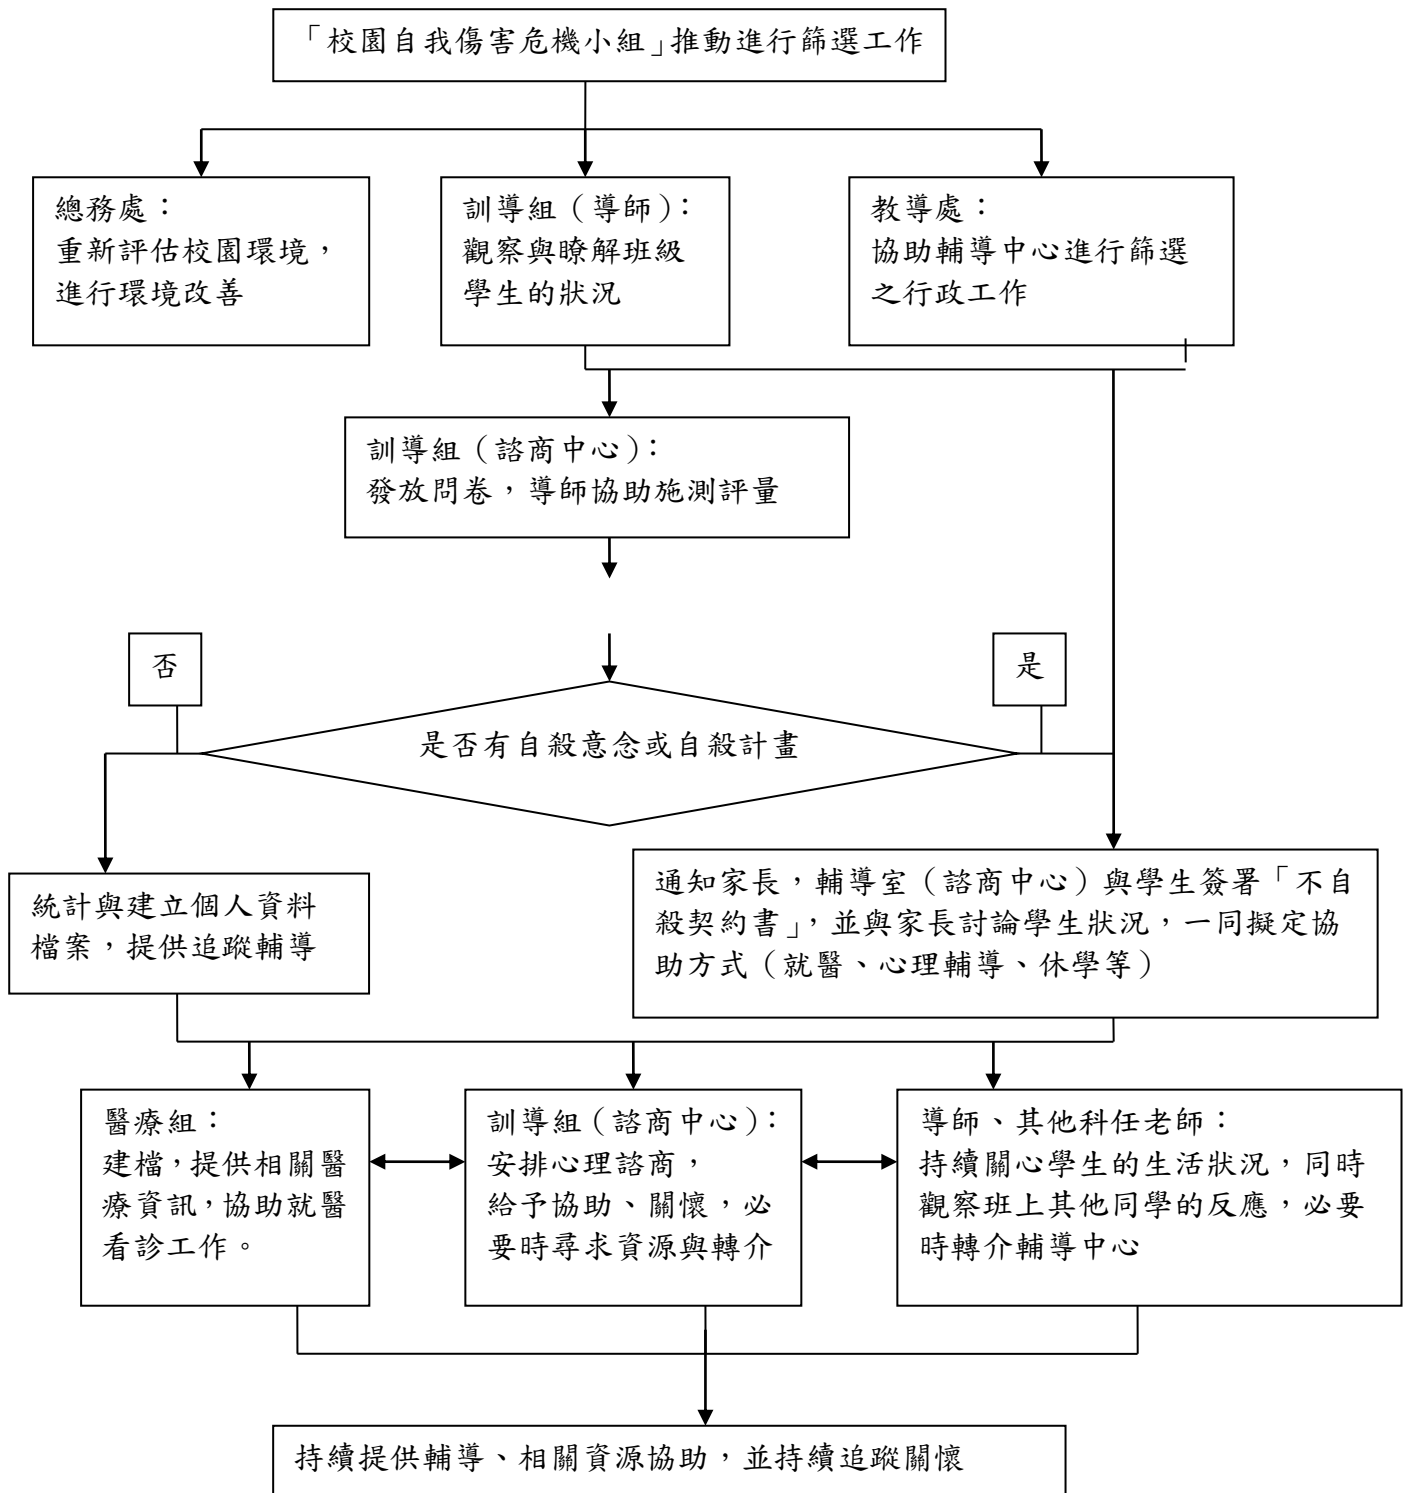 「校園自我傷害危機小組」推動進行篩選工作
總務處：
重新評估校園環境，
進行環境改善
訓導組（導師）：
觀察與瞭解班級
學生的狀況
教導處：
協助輔導中心進行篩選
之行政工作
訓導組（諮商中心）：
發放問卷，導師協助施測評量
否
是
是否有自殺意念或自殺計畫
統計與建立個人資料
檔案，提供追蹤輔導
通知家長，輔導室（諮商中心）與學生簽署「不自
殺契約書」，並與家長討論學生狀況，一同擬定協
助方式（就醫、心理輔導、休學等）
醫療組：
建檔，提供相關醫
療資訊，協助就醫
看診工作。
訓導組（諮商中心）：
安排心理諮商，
給予協助、關懷，必
要時尋求資源與轉介
導師、其他科任老師：
持續關心學生的生活狀況，同時
觀察班上其他同學的反應，必要
時轉介輔導中心
持續提供輔導、相關資源協助，並持續追蹤關懷